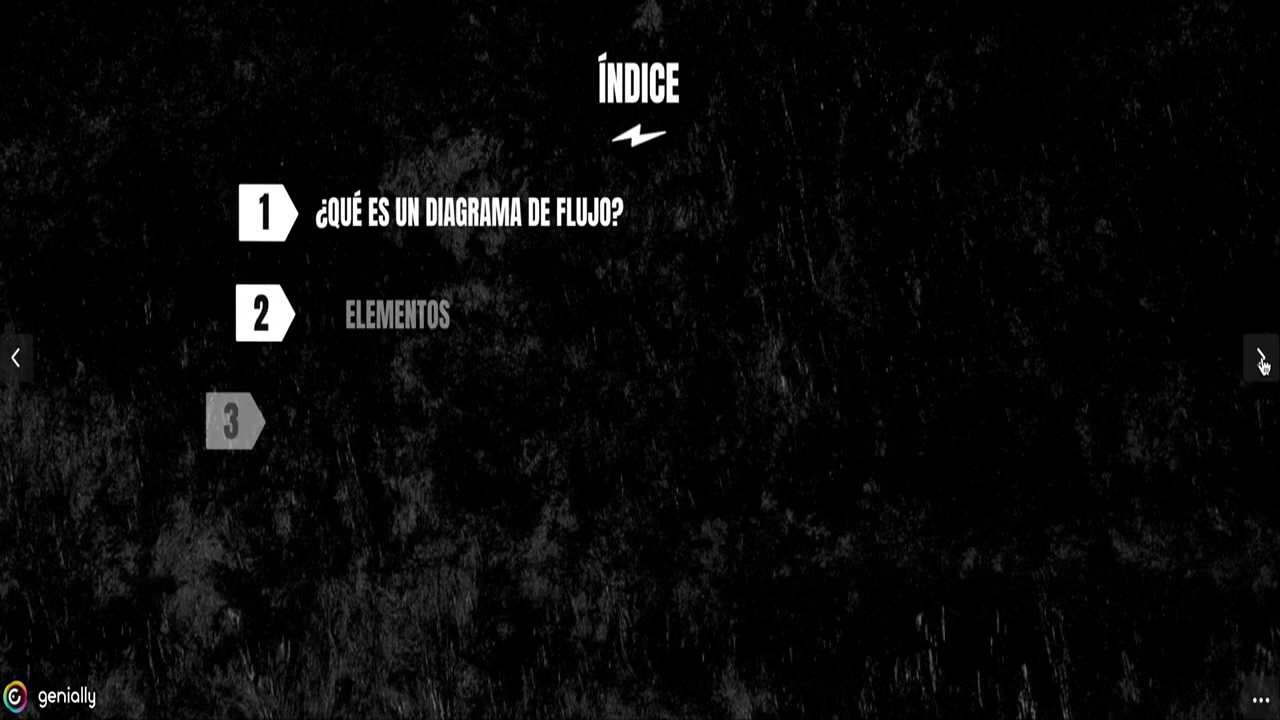 ÍNDICE
1 ¿QUÉ ES UN DIAGRAMA DE FLUJO?
2 ELEMENTOS
3
genially